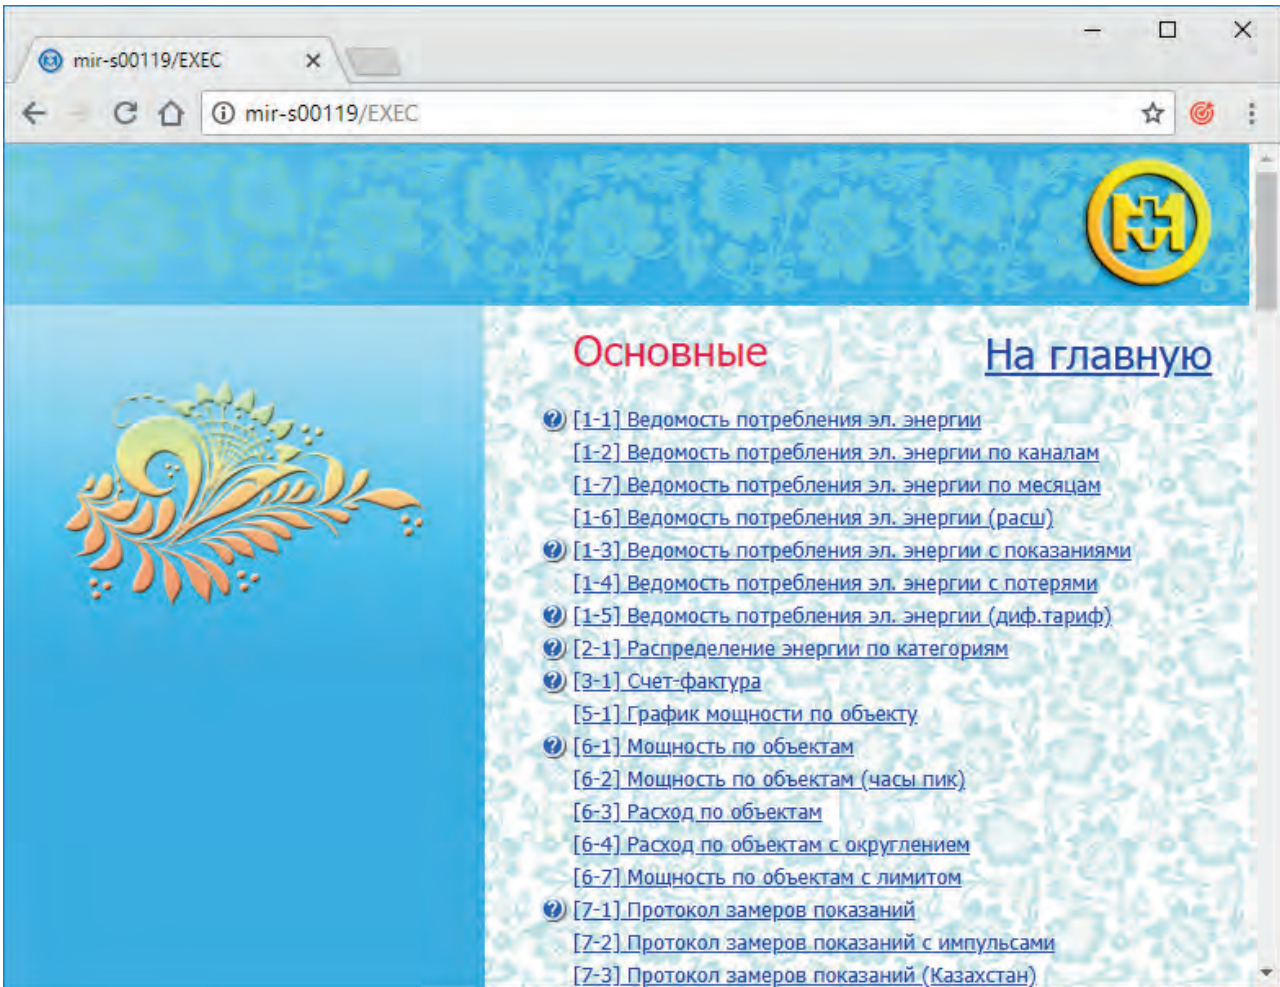 mir-s00119/EXEC
mir-s00119/EXEC
Основные
На главную
[1-1] Ведомость потребления эл. энергии
[1-2] Ведомость потребления эл. энергии по каналам
[1-7] Ведомость потребления эл. энергии по месяцам
[1-6] Ведомость потребления эл. энергии (расш)
[1-3] Ведомость потребления эл. энергии с показаниями
[1-4] Ведомость потребления эл. энергии с потерями
[1-5] Ведомость потребления эл. энергии (диф.тариф)
[2-1] Распределение энергии по категориям
[3-1] Счет-фактура
[5-1] График мощности по объекту
[6-1] Мощность по объектам
[6-2] Мощность по объектам (часы пик)
[6-3] Расход по объектам
[6-4] Расход по объектам с округлением
[6-7] Мощность по объектам с лимитом
[7-1] Протокол замеров показаний
[7-2] Протокол замеров показаний с импульсами
[7-3] Протокол замеров показаний (Казахстан)